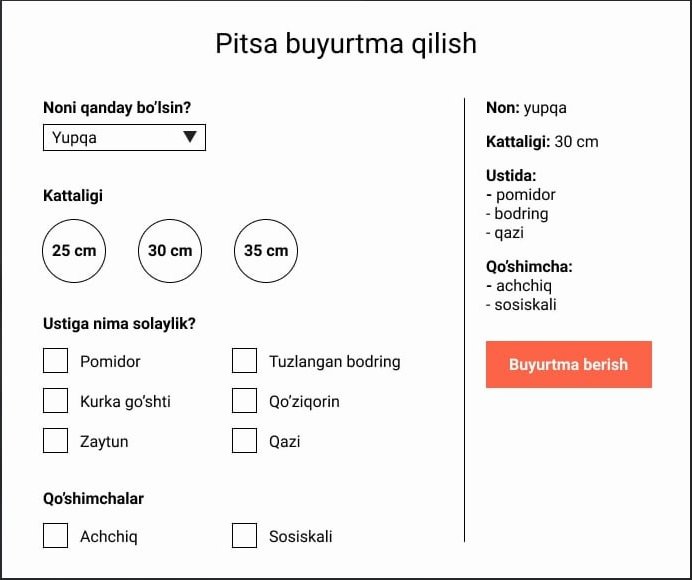 Pitsa buyurtma qilish
Noni qanday bo’lsin?
Yupqa
Kattaligi
25 cm 30 cm 35 cm
Ustiga nima solaylik?
Pomidor Tuzlangan bodring
Kurka go’shti Qo’ziqorin
Zaytun Qazi
Qo’shimchalar
Achchiq Sosiskali
Non: yupqa
Kattaligi: 30 cm
Ustida:
- pomidor
- bodring
- qazi
Qo’shimcha:
- achchiq
- sosiskali
Buyurtma berish